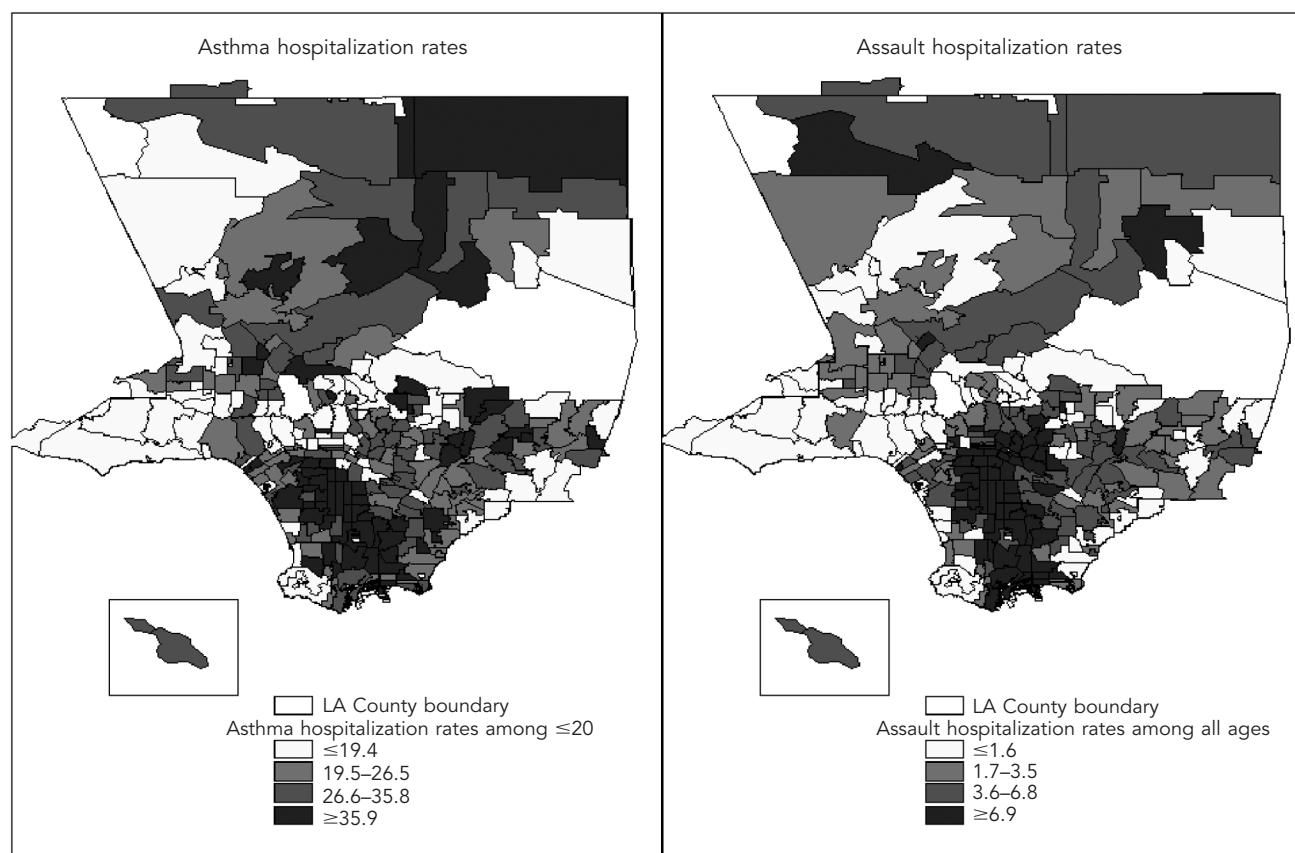 Asthma hospitalization rates
LA County boundary
Asthma hospitalization rates among ≤20
≤19.4
19.5–26.5
26.6–35.8
≥35.9
Assault hospitalization rates
LA County boundary
Assault hospitalization rates among all ages
≤1.6
1.7–3.5
3.6–6.8
≥6.9